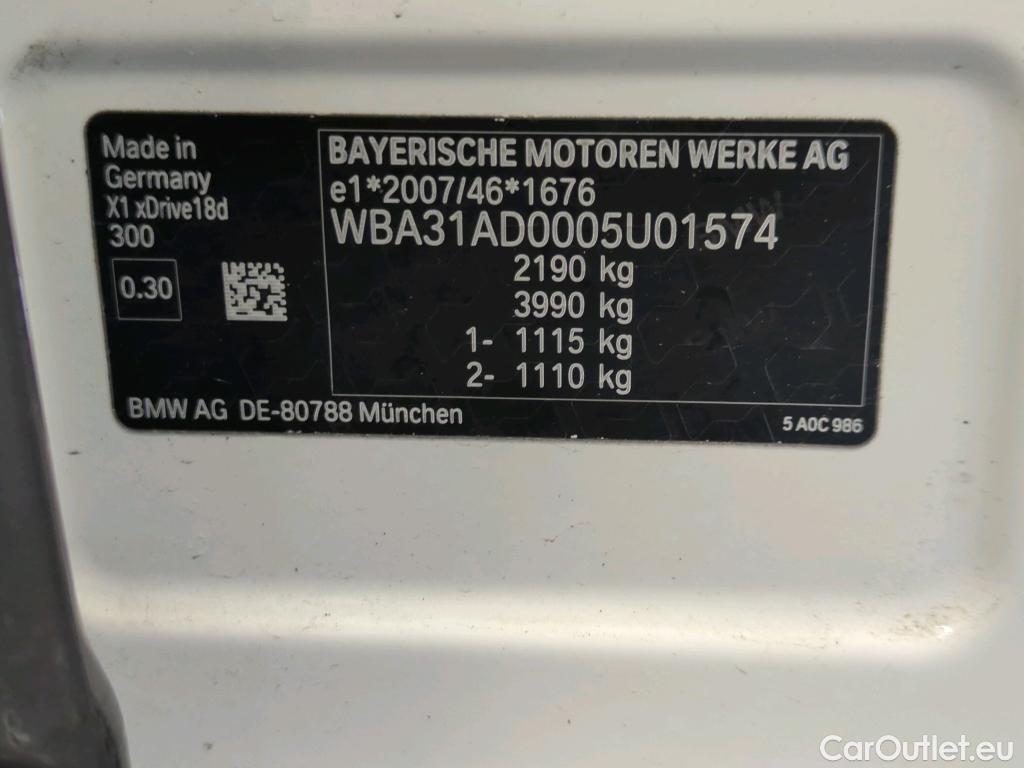 Made in
Germany
X1 xDrive18d
300
0.30
BAYERISCHE MOTOREN WERKE AG
e1*2007/46*1676
WBA31AD0005U01574
2190 kg
3990 kg
1- 1115 kg
2- 1110 kg
BMW AG DE-80788 München
5 A0C 986
CarOutlet.eu